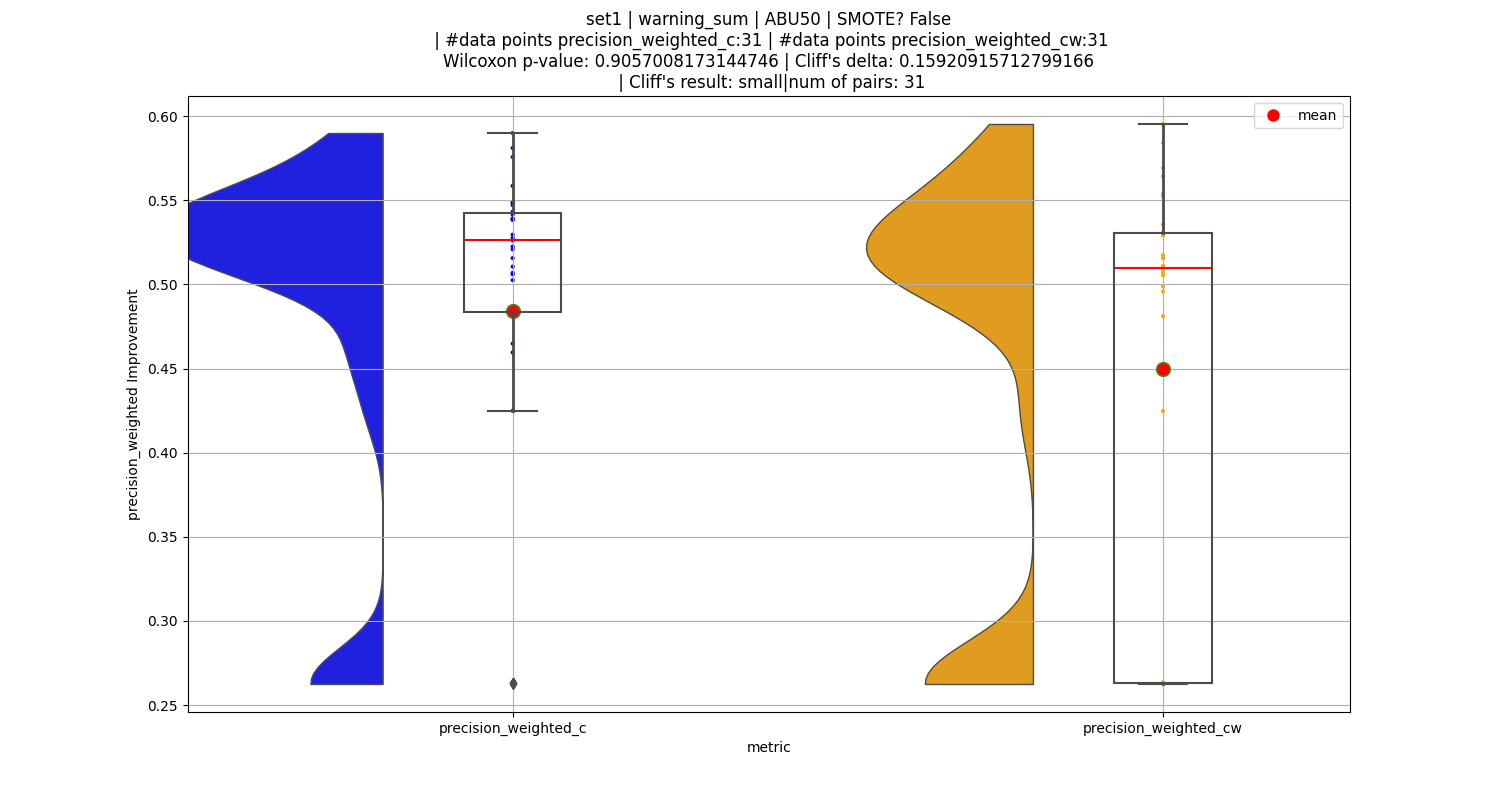 set1 | warning_sum | ABU50 | SMOTE? False
| #data points precision_weighted_c:31 | #data points precision_weighted_cw:31
Wilcoxon p-value: 0.9057008173144746 | Cliff's delta: 0.15920915712799166
| Cliff's result: small|num of pairs: 31
mean
0.60
0.55
0.50
0.45
0.40
0.35
0.30
0.25
precision_weighted Improvement
precision_weighted_c
precision_weighted_cw
metric